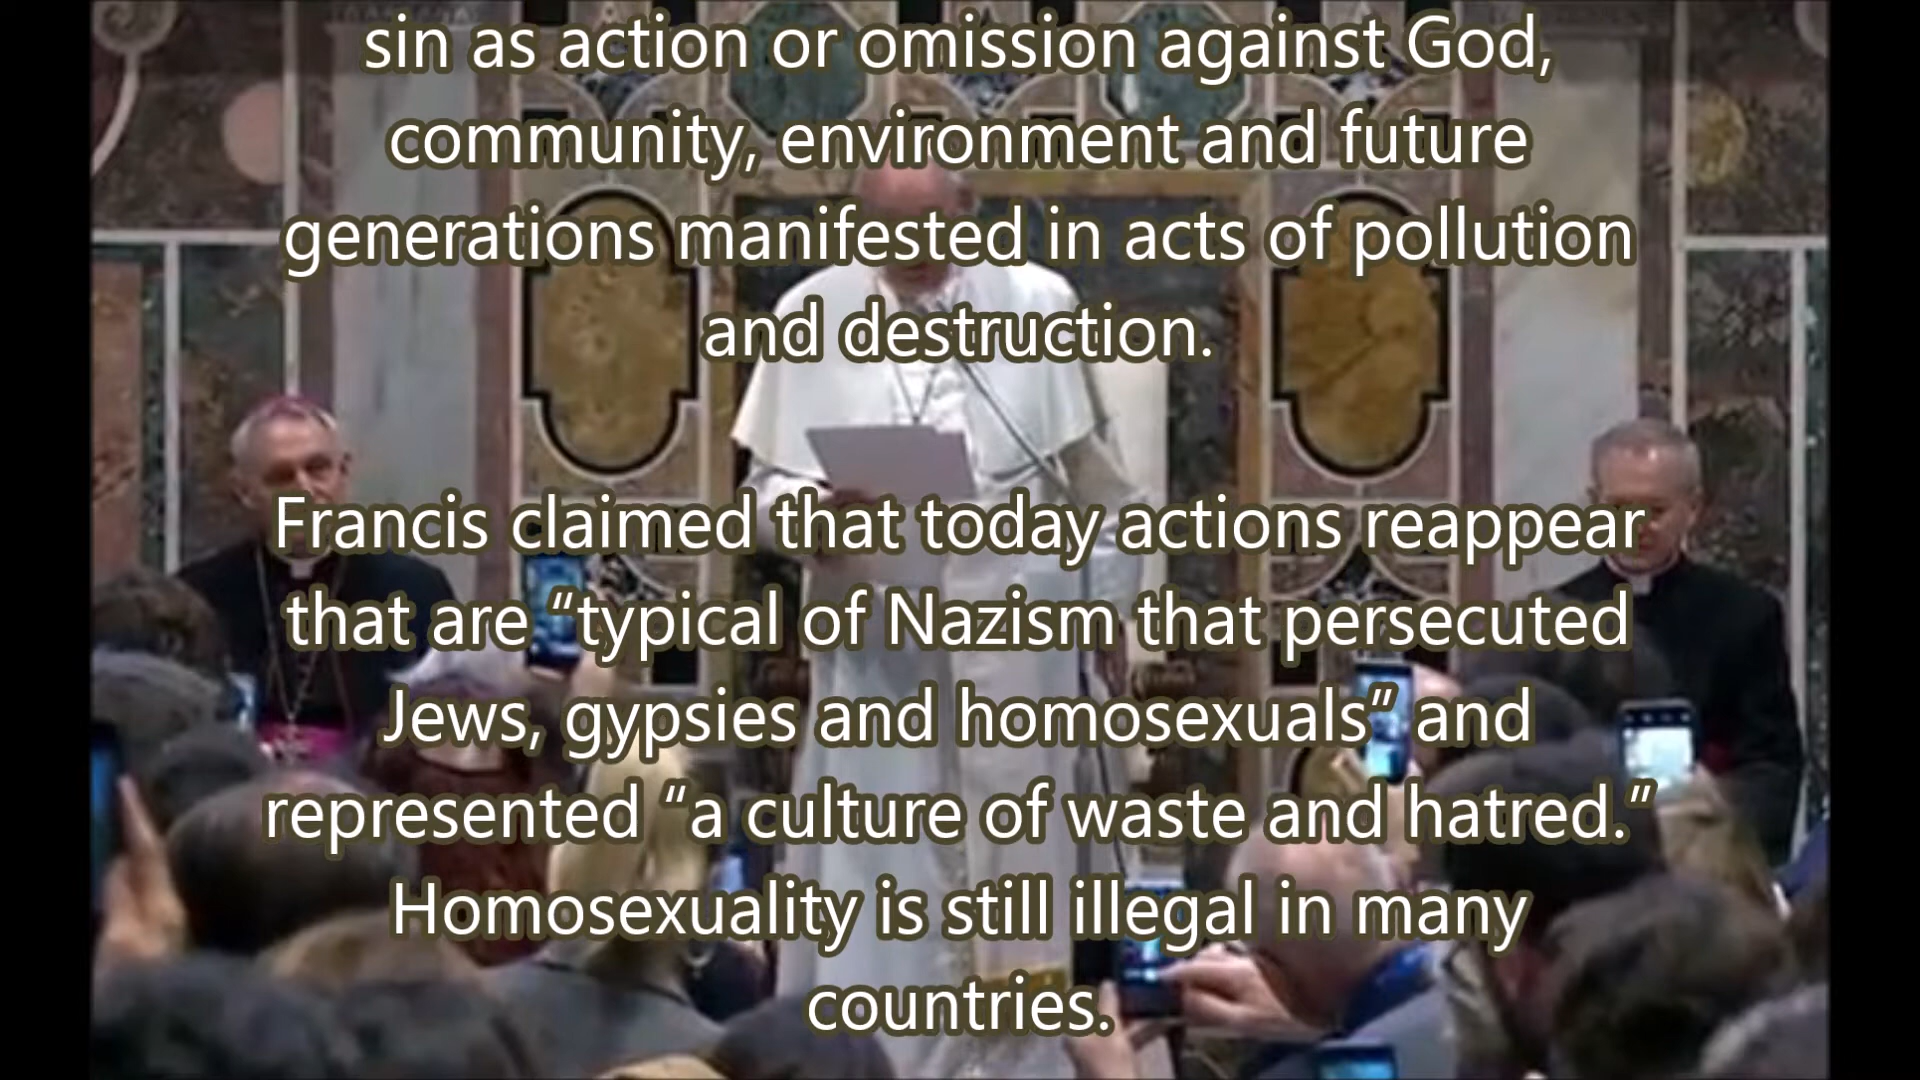 sin as action or omission against God,
community, environment and future
generations manifested in acts of pollution
and destruction.
Francis claimed that today actions reappear
that are “typical of Nazism that persecuted
Jews, gypsies and homosexuals” and
represented “a culture of waste and hatred.”
Homosexuality is still illegal in many
countries.